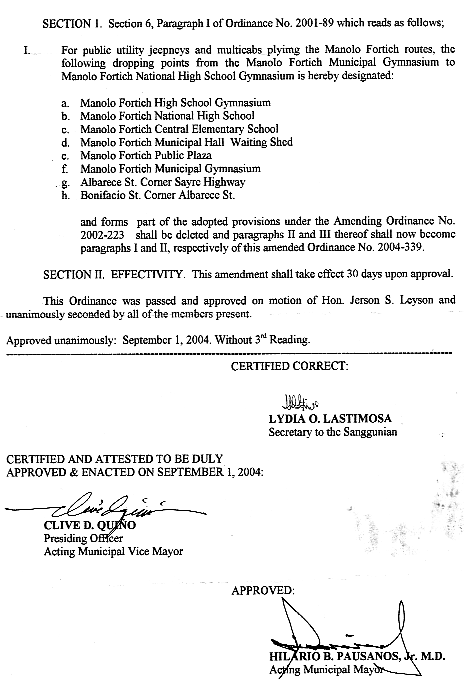 SECTION I. Section 6, Paragraph I of Ordinance No. 2001-89 which reads as follows;
I. For public utility jeepneys and multicabs plyimg the Manolo Fortich routes, the
following dropping points from the Manolo Fortich Municipal Gymnasium to
Manolo Fortich National High School Gymnasium is hereby designated:
a. Manolo Fortich High School Gymnasium
b. Manolo Fortich National High School
c. Manolo Fortich Central Elementary School
d. Manolo Fortich Municipal Hall Waiting Shed
e. Manolo Fortich Public Plaza
f. Manolo Fortich Municipal Gymnasium
g. Albarece St. Corner Sayre Highway
h. Bonifacio St. Corner Albarece St.
and forms part of the adopted provisions under the Amending Ordinance No.
2002-223 shall be deleted and paragraphs II and III thereof shall now become
paragraphs I and II, respectively of this amended Ordinance No. 2004-339.
SECTION II. EFFECTIVITY. This amendment shall take effect 30 days upon approval.
This Ordinance was passed and approved on motion of Hon. Jerson S. Leyson and
unanimously seconded by all of the members present.
Approved unanimously: September 1, 2004. Without 3rd Reading.
CERTIFIED CORRECT:
LYDIA O. LASTIMOSA
Secretary to the Sanggunian
CERTIFIED AND ATTESTED TO BE DULY
APPROVED & ENACTED ON SEPTEMBER 1, 2004:
CLIVE D. QUIÑO
Presiding Officer
Acting Municipal Vice Mayor
APPROVED:
HILARIO B. PAUSANOS, Jr. M.D.
Acting Municipal Mayor